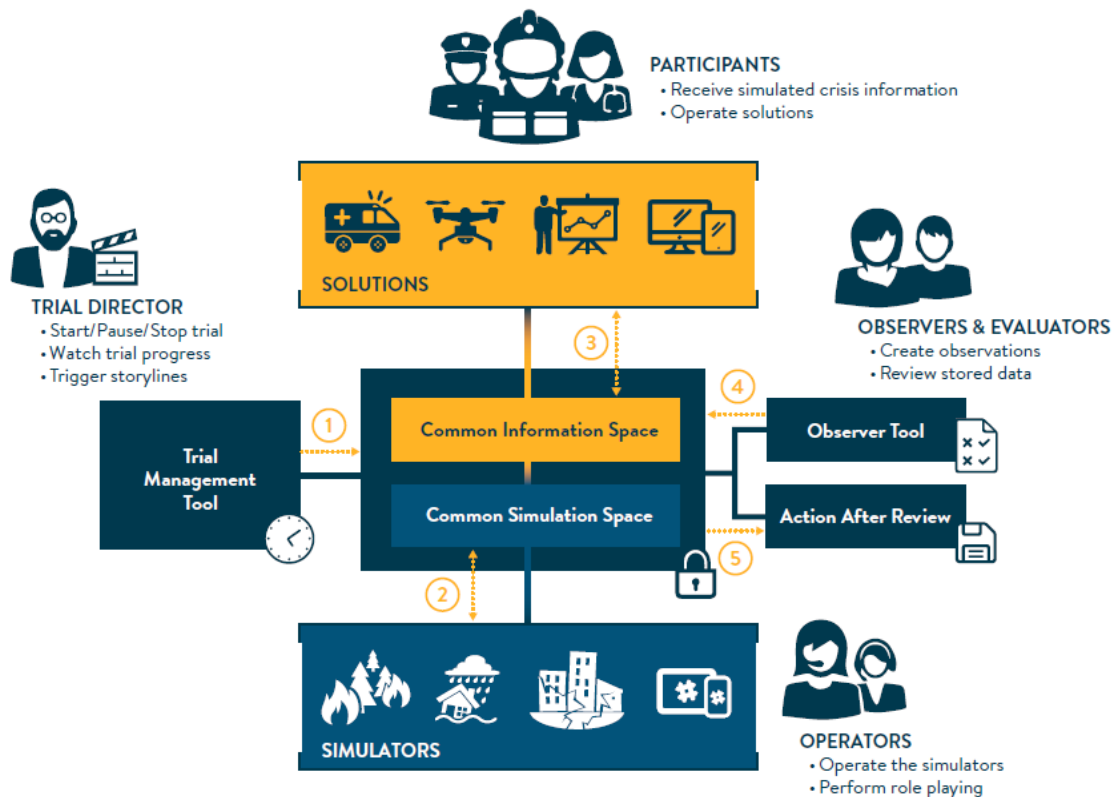 PARTICIPANTS
• Receive simulated crisis information
• Operate solutions
SOLUTIONS
TRIAL DIRECTOR
• Start/Pause/Stop trial
• Watch trial progress
• Trigger storylines
OBSERVERS & EVALUATORS
• Create observations
• Review stored data
3
4
1
Common Information Space
Observer Tool
Trial
Management
Tool
Common Simulation Space
Action After Review
5
2
SIMULATORS
OPERATORS
• Operate the simulators
• Perform role playing